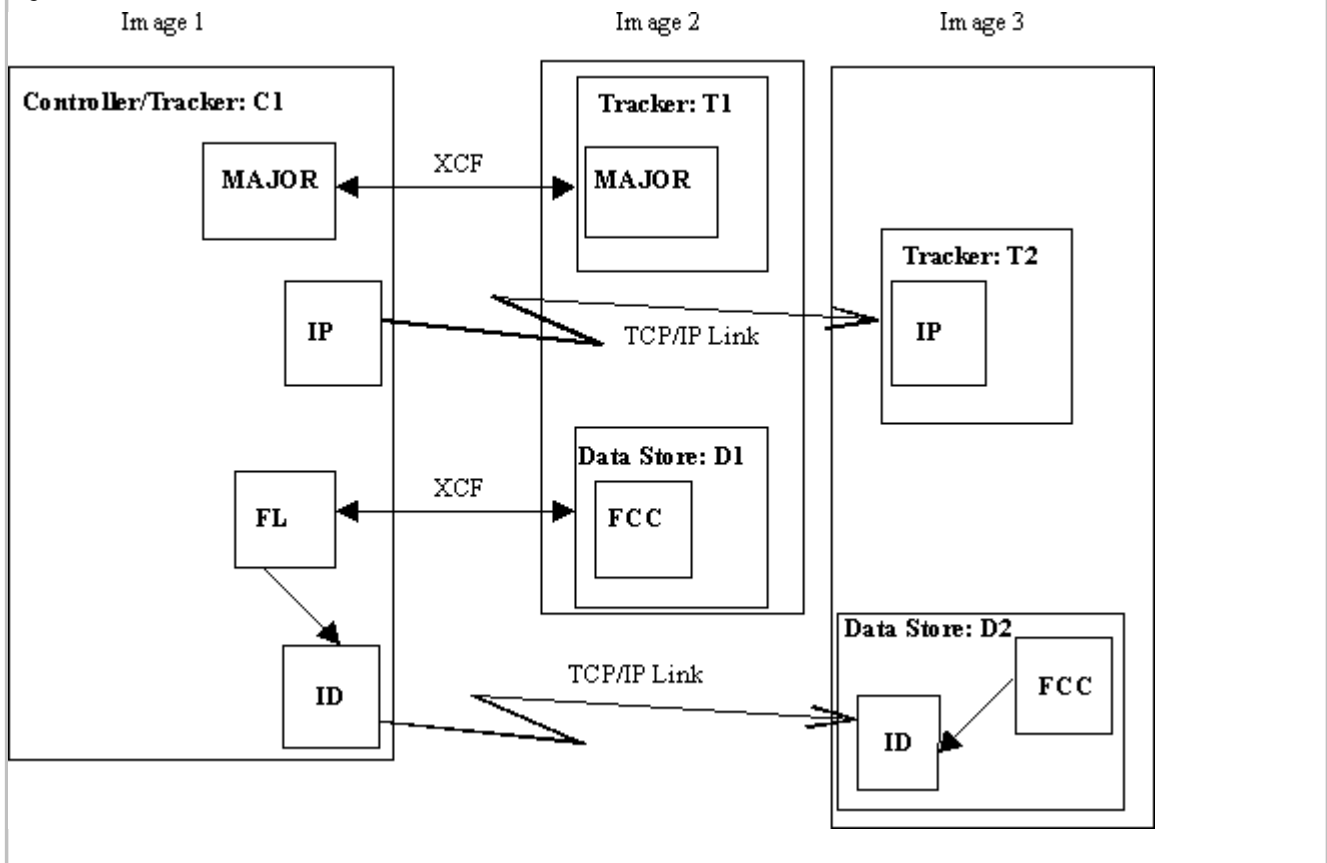 Image 1
Image 2
Image 3
Controller/Tracker: C1
MAJOR
XCF
Tracker: T1
MAJOR
IP
TCP/IP Link
Tracker: T2
IP
FL
XCF
Data Store: D1
FCC
ID
TCP/IP Link
Data Store: D2
FCC
ID